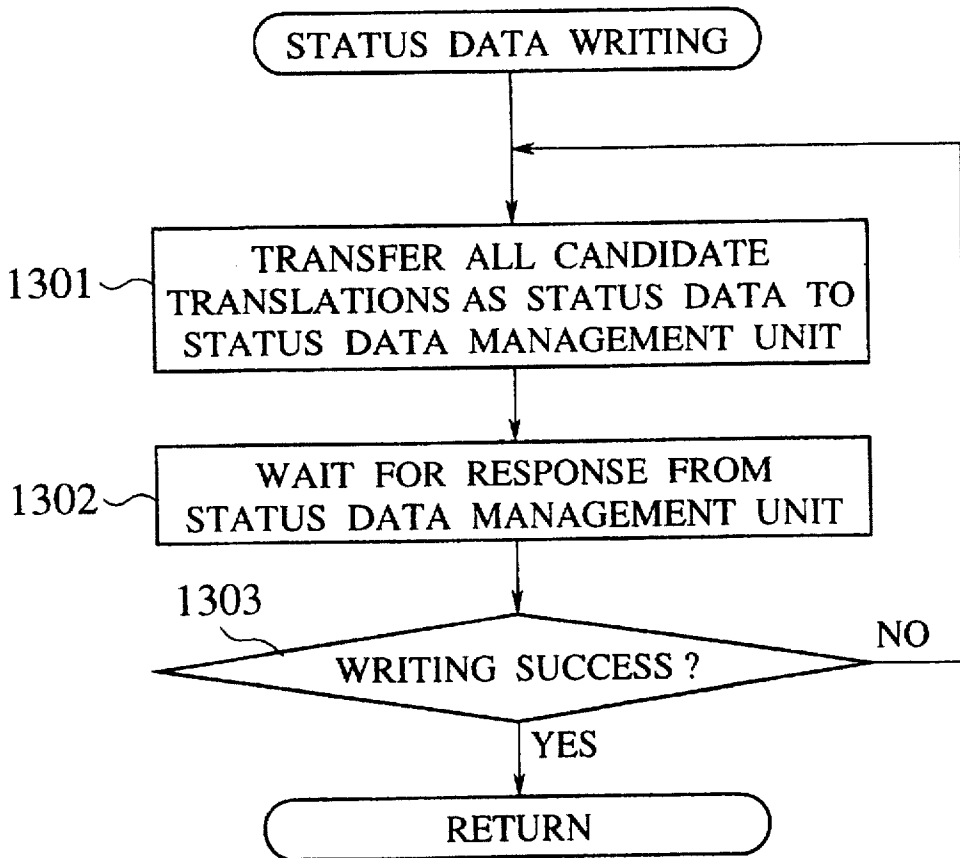 STATUS DATA WRITING
1301
TRANSFER ALL CANDIDATE
TRANSLATIONS AS STATUS DATA TO
STATUS DATA MANAGEMENT UNIT
1302
WAIT FOR RESPONSE FROM
STATUS DATA MANAGEMENT UNIT
1303
WRITING SUCCESS ?
NO
YES
RETURN